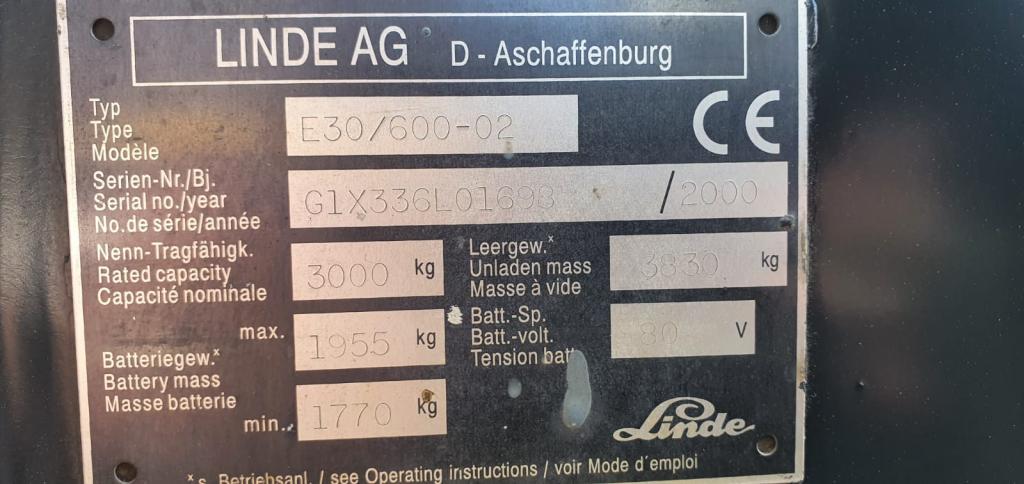 LINDE AG D - Aschaffenburg
Typ
Type
Modèle
E30/600-02
CE
Serien-Nr./Bj.
Serial no./year
No.de série/année
G1X336L01698 /2000
Nenn-Tragfähigk.
Rated capacity
Capacité nominale
3000 kg
Leergew.ˣ
Unladen mass
Masse à vide
3830 kg
Batteriegew.ˣ
Battery mass
Masse batterie
max. 1955 kg
min. 1770 kg
Batt.-Sp.
Batt.-volt.
Tension batt.
80 V
Linde
ˣ s. Betriebsanl. / see Operating instructions / voir Mode d'emploi